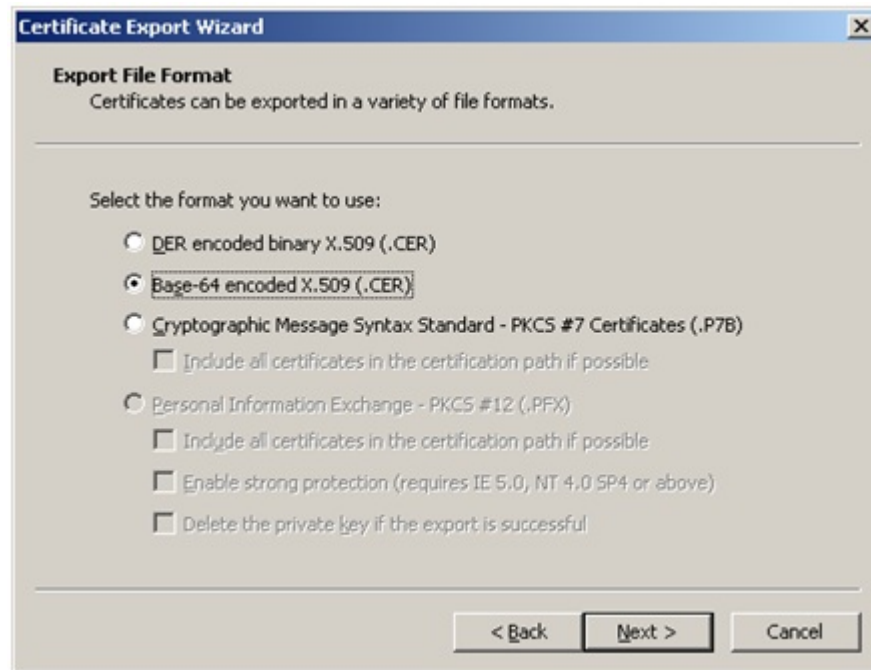 Certificate Export Wizard
Export File Format
Certificates can be exported in a variety of file formats.
Select the format you want to use:
DER encoded binary X.509 (.CER)
Base-64 encoded X.509 (.CER)
Cryptographic Message Syntax Standard - PKCS #7 Certificates (.P7B)
Include all certificates in the certification path if possible
Personal Information Exchange - PKCS #12 (.PFX)
Include all certificates in the certification path if possible
Enable strong protection (requires IE 5.0, NT 4.0 SP4 or above)
Delete the private key if the export is successful
< Back Next > Cancel